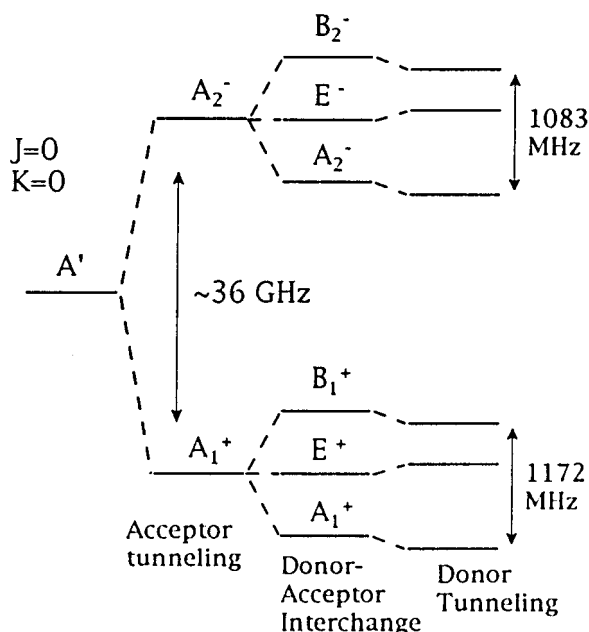 B₂⁻
A₂⁻
E⁻
1083
MHz
J=0
K=0
A₂⁻
A'
~36 GHz
B₁⁺
A₁⁺
E⁺
1172
MHz
A₁⁺
Acceptor
tunneling
Donor-
Acceptor
Interchange
Donor
Tunneling